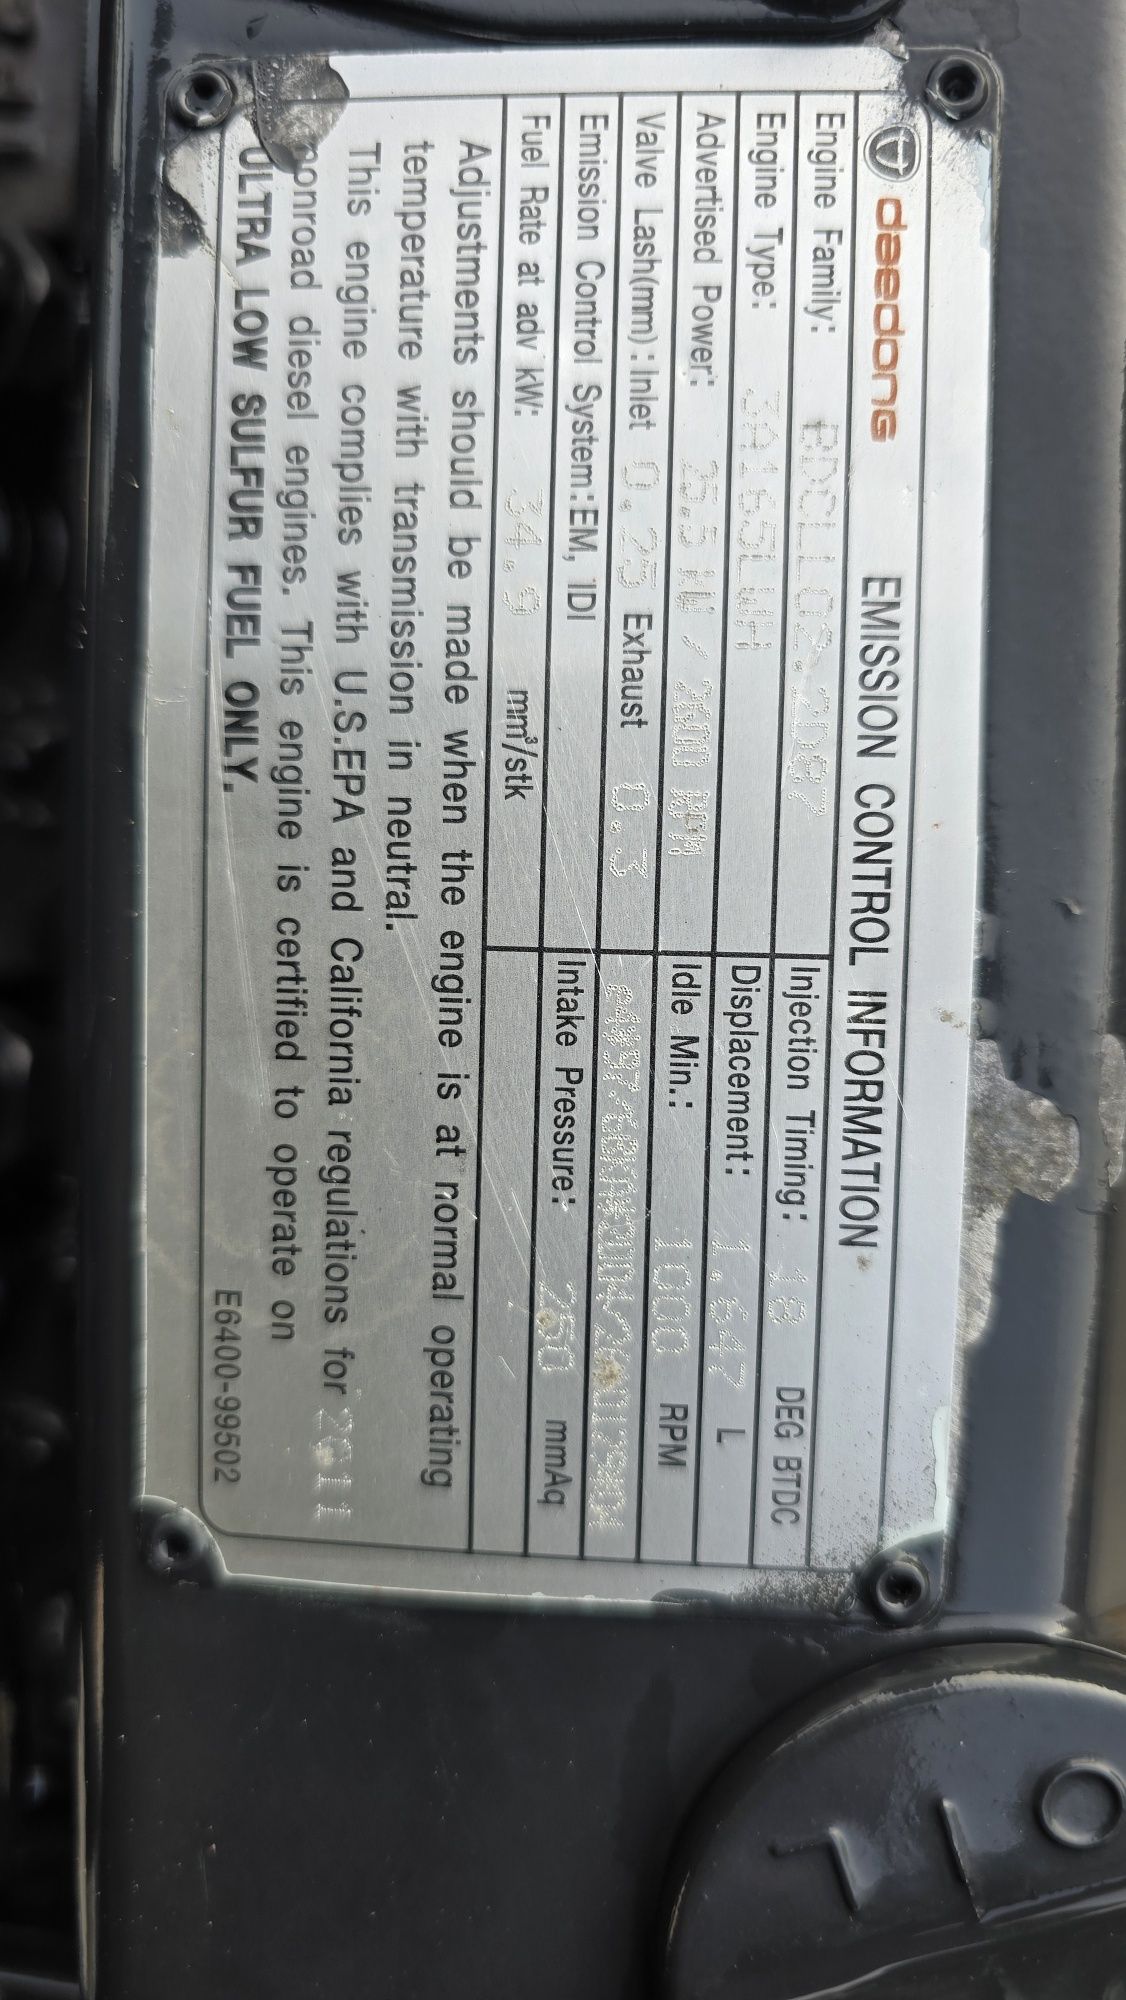 daedong EMISSION CONTROL INFORMATION
Engine Family: BDCLL02.2D87 Injection Timing: 18 DEG BTDC
Engine Type: 3A165LWH Displacement: 1.647 L
Advertised Power: / 2600 RPM Idle Min.: 1000 RPM
Valve Lash(mm):Inlet 0.25 Exhaust 0.3
Emission Control System:EM, IDI Intake Pressure: 260 mmAq
Fuel Rate at adv kW: 34.9 mm³/stk
Adjustments should be made when the engine is at normal operating
temperature with transmission in neutral.
This engine complies with U.S.EPA and California regulations for 2011
nonroad diesel engines. This engine is certified to operate on
ULTRA LOW SULFUR FUEL ONLY.
E6400-99502
OIL